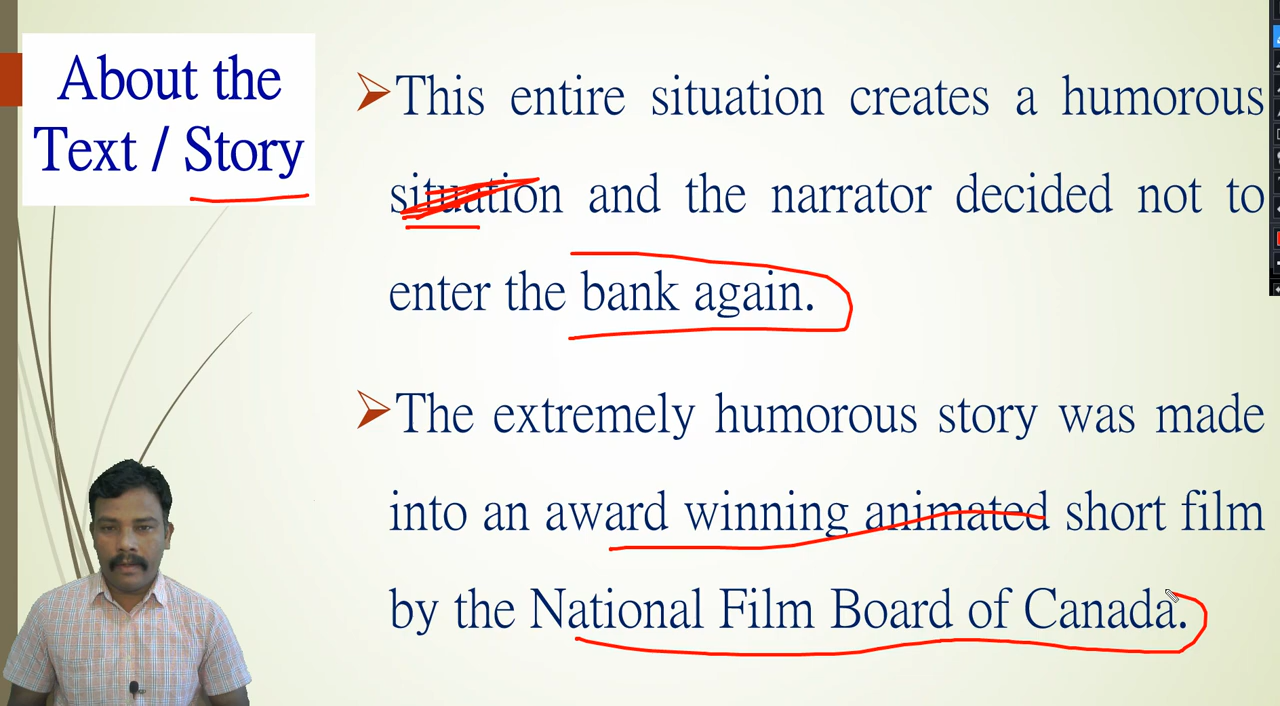 About the
Text / Story
This entire situation creates a humorous
situation and the narrator decided not to
enter the bank again.
The extremely humorous story was made
into an award winning animated short film
by the National Film Board of Canada.